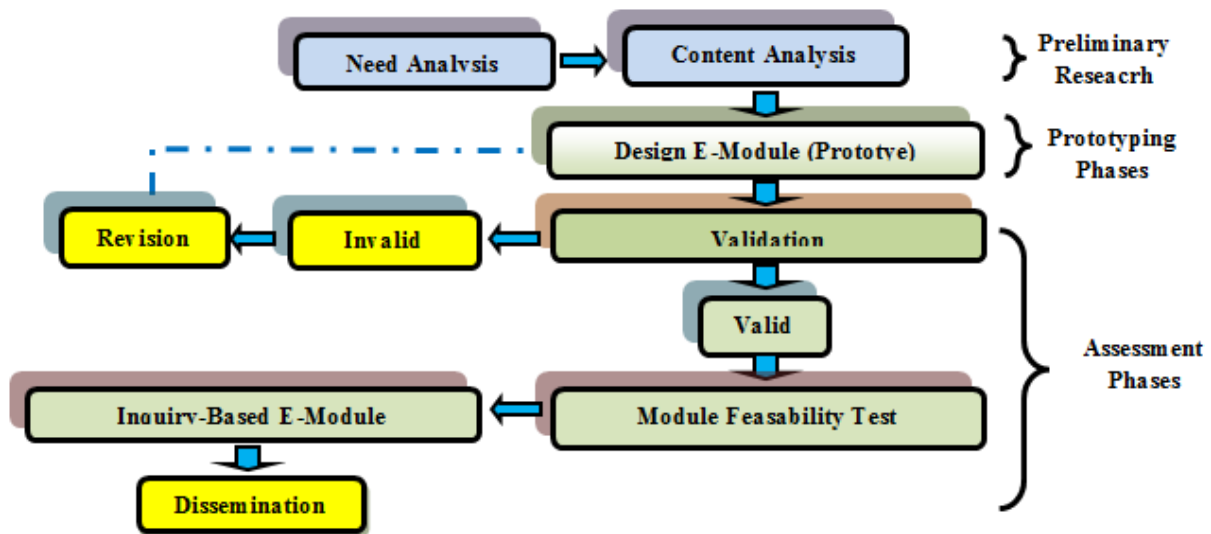 Need Analysis
Content Analysis
Preliminary
Reseacrh
Design E-Module (Prototye)
Prototyping
Phases
Revision
Invalid
Validation
Valid
Assessment
Phases
Inquiry-Based E-Module
Module Feasability Test
Dissemination